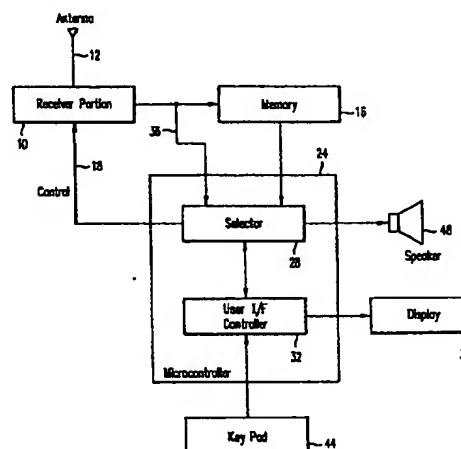 Antenna
12
Receiver Portion
Memory
10
16
36
18
Control
24
Selector
28
48
Speaker
User I/F
Controller
Display
32
Microcontroller
Key Pad
44